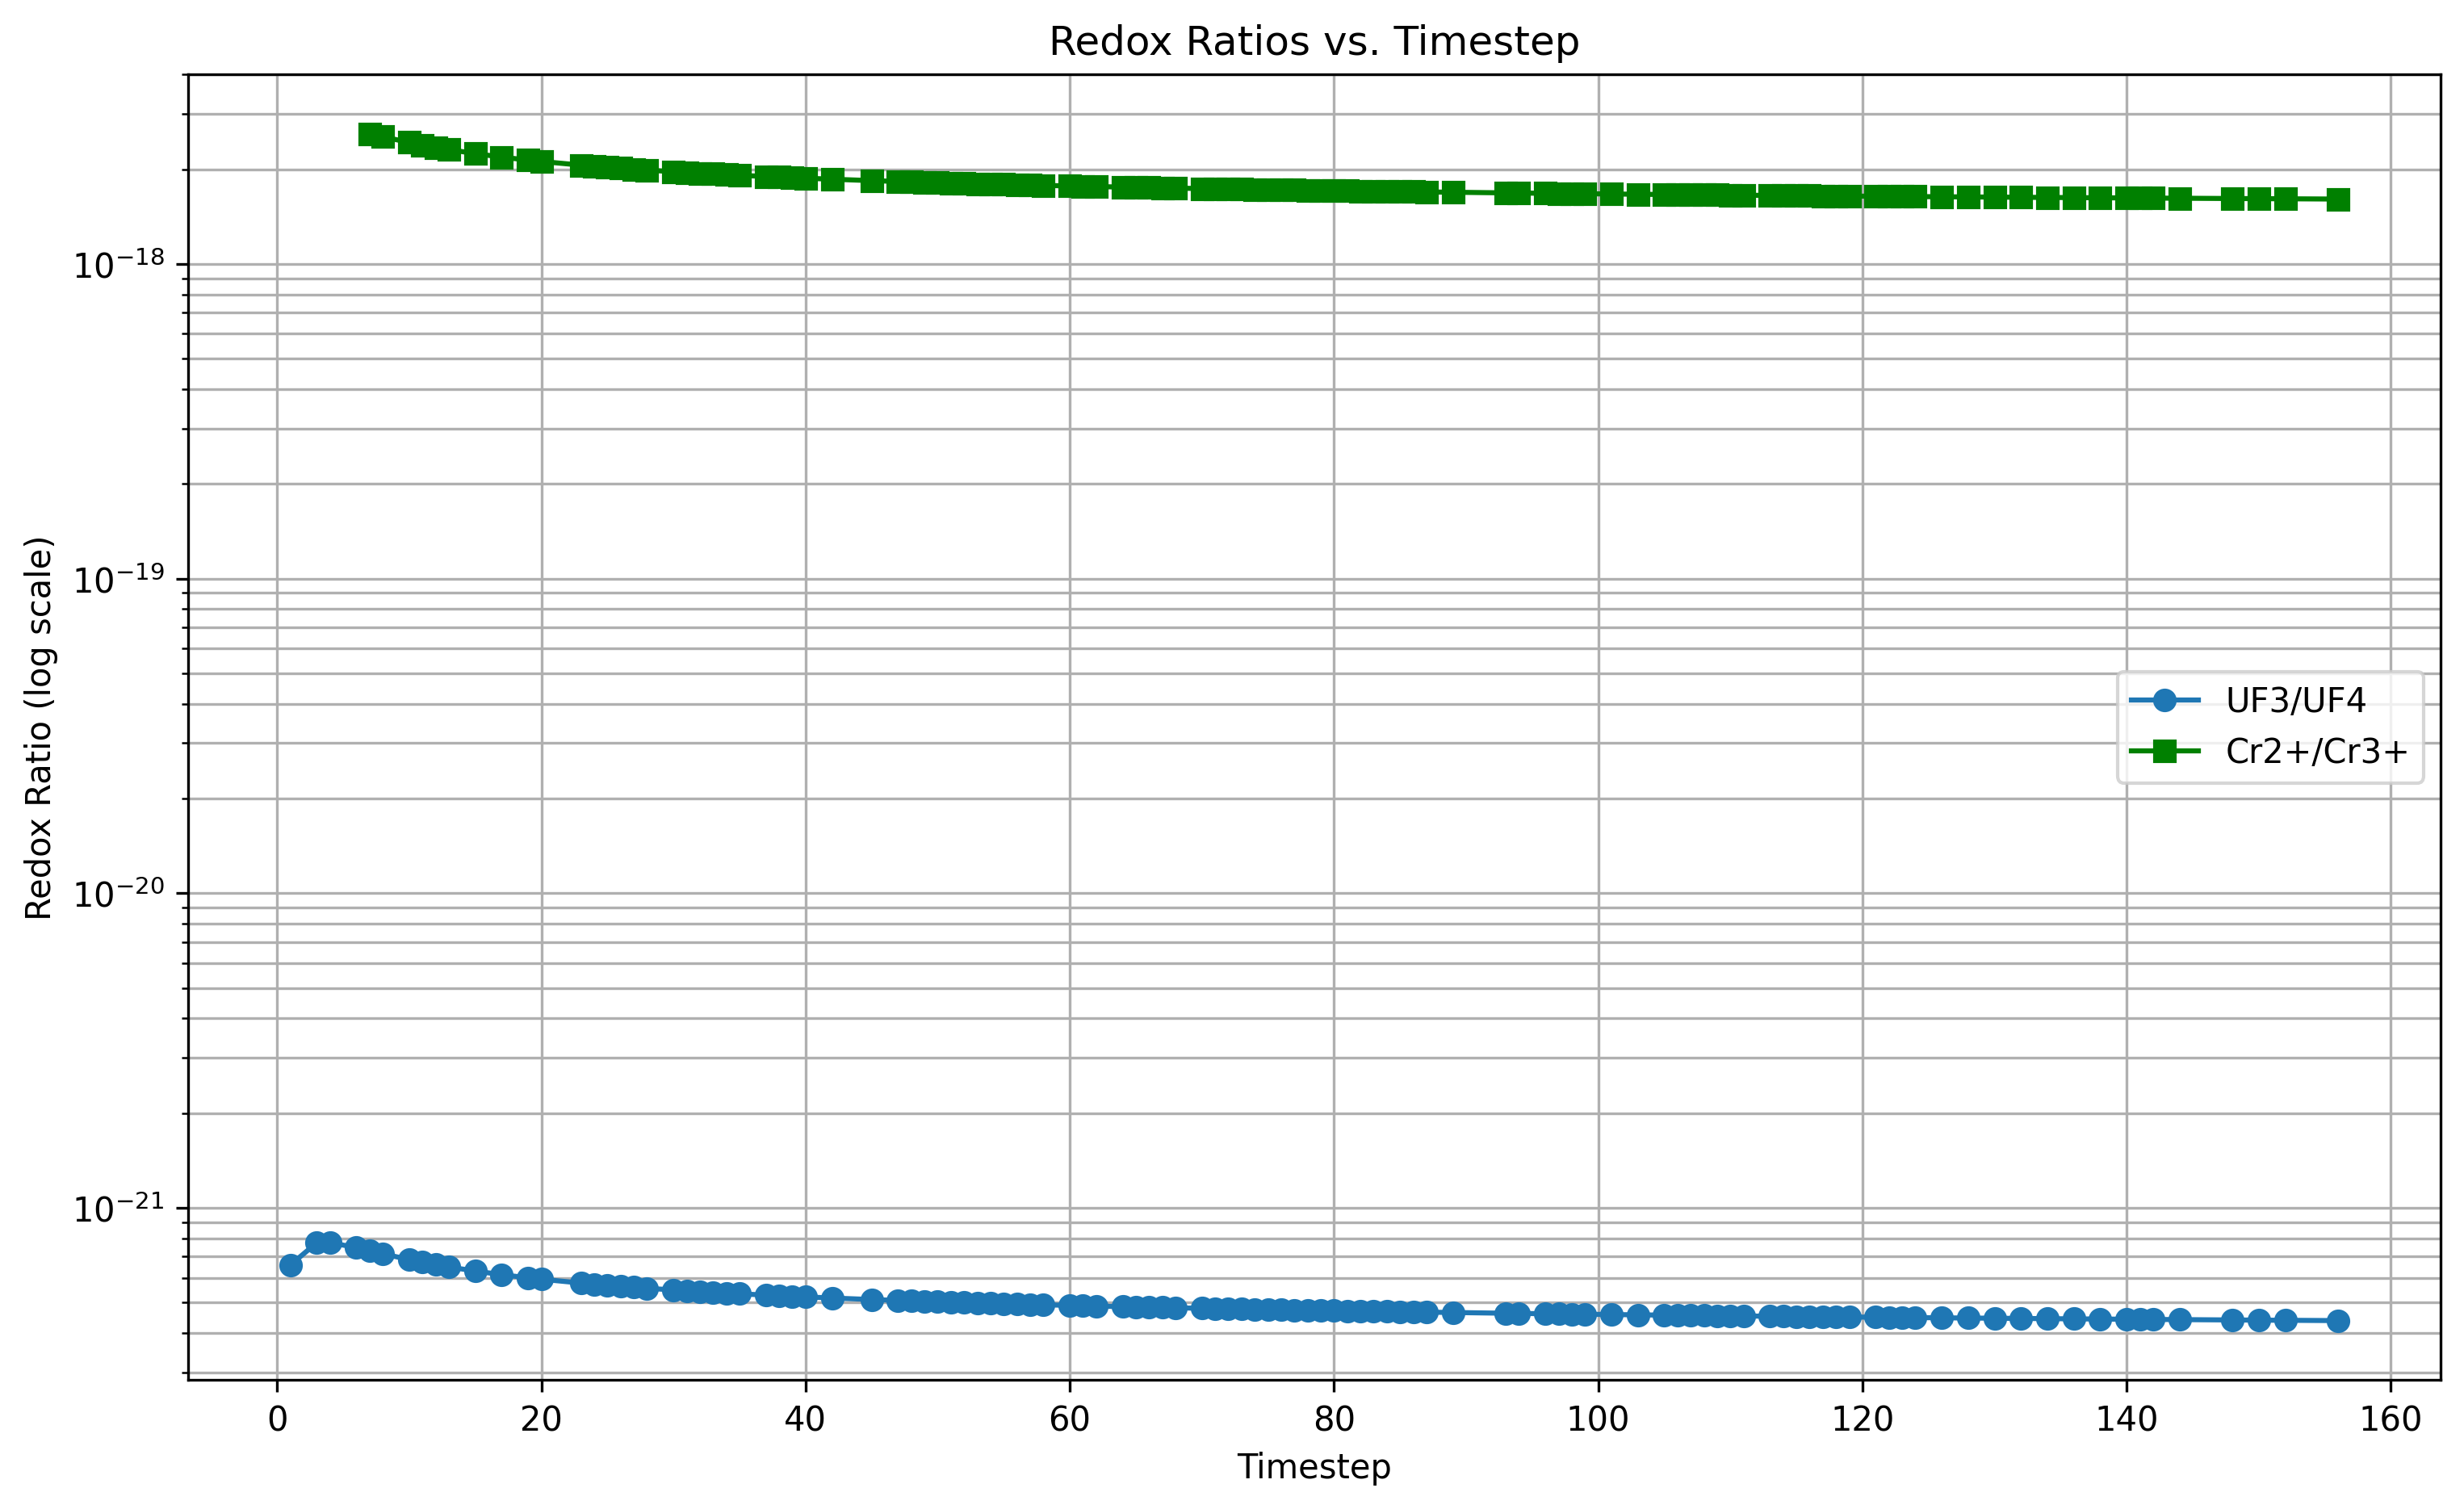 Redox Ratios vs. Timestep
Redox Ratio (log scale)
10⁻¹⁸
10⁻¹⁹
10⁻²⁰
10⁻²¹
UF3/UF4
Cr2+/Cr3+
0 20 40 60 80 100 120 140 160
Timestep